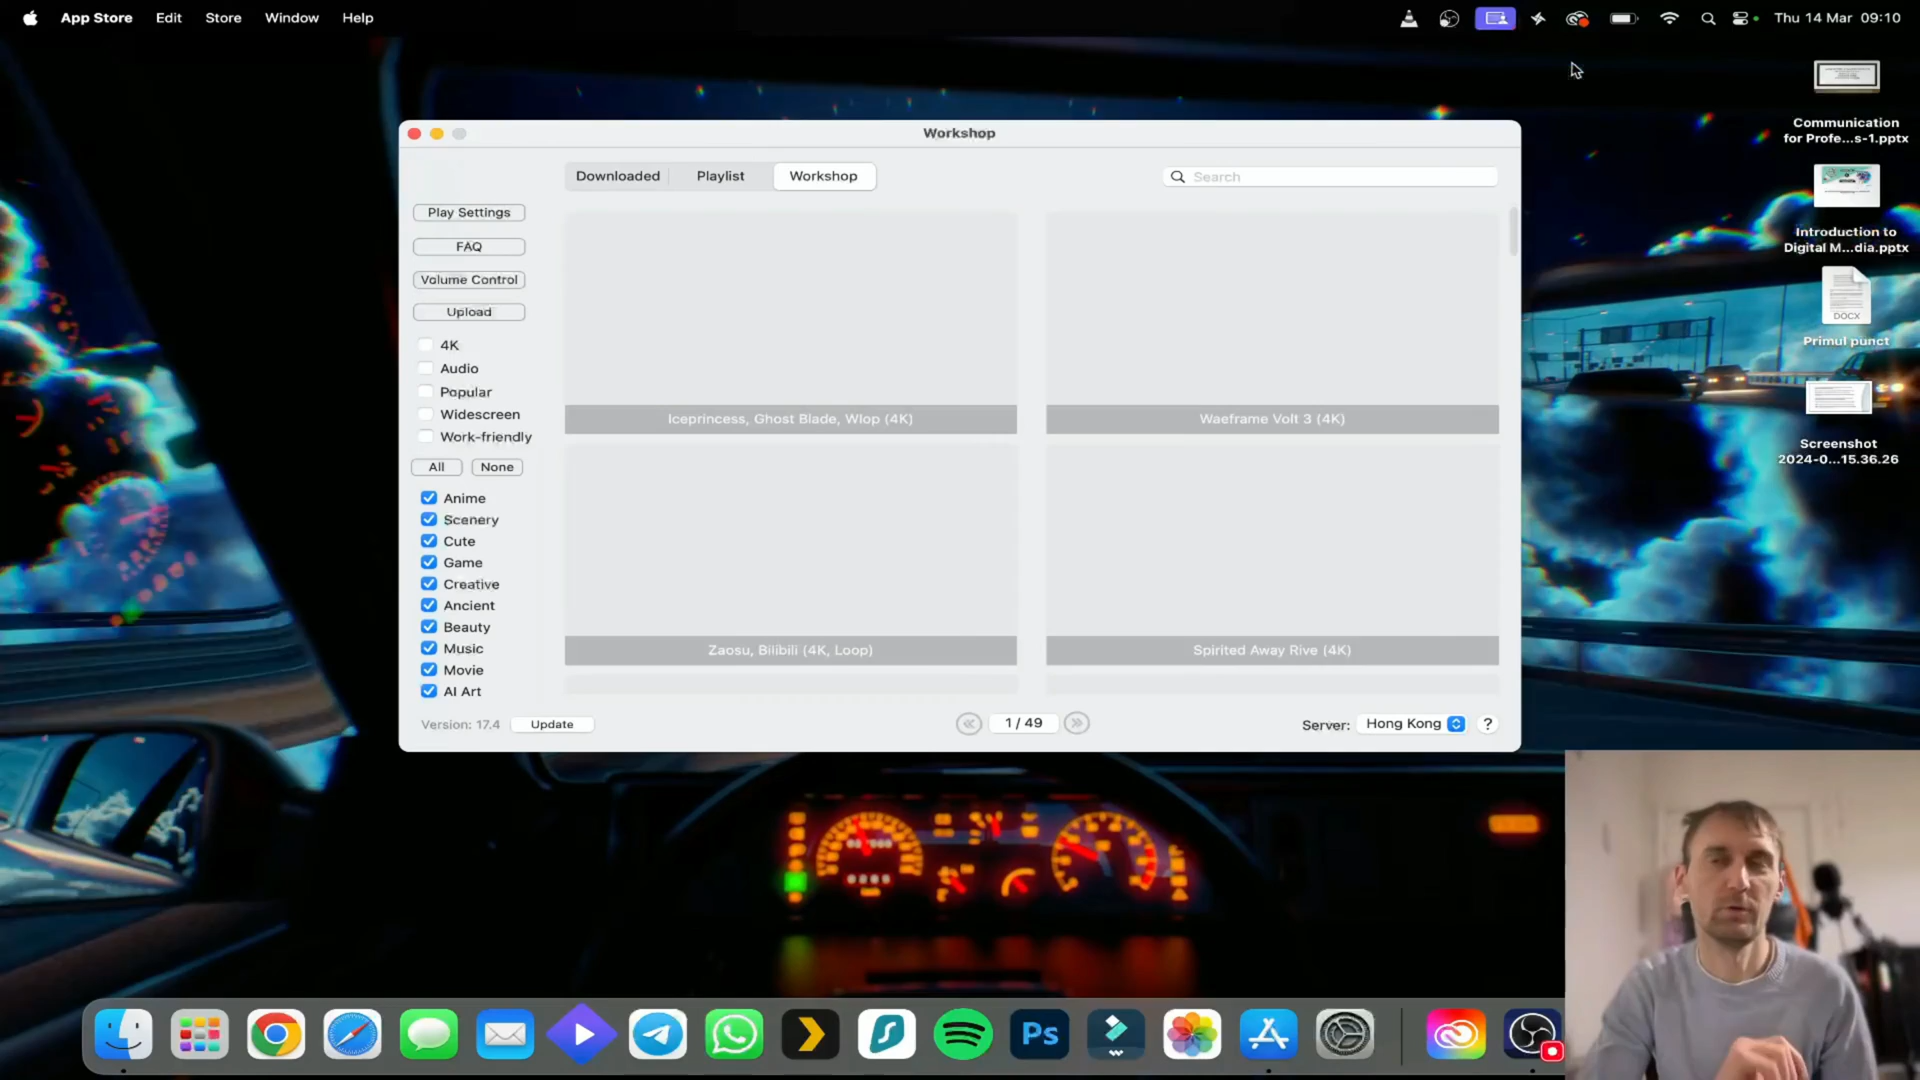 App Store Edit Store Window Help
Thu 14 Mar 09:10
Workshop
Downloaded Playlist Workshop
Search
Play Settings
FAQ
Volume Control
Upload
4K
Audio
Popular
Widescreen
Work-friendly
All None
Anime
Scenery
Cute
Game
Creative
Ancient
Beauty
Music
Movie
AI Art
Iceprincess, Ghost Blade, Wlop (4K)
Waeframe Volt 3 (4K)
Zaosu, Bilibili (4K, Loop)
Spirited Away Rive (4K)
Version: 17.4 Update
1 / 49
Server: Hong Kong ?
Communication
for Profe...s-1.pptx
Introduction to
Digital M...dia.pptx
DOCX
Primul punct
Screenshot
2024-0...15.36.26
Ps